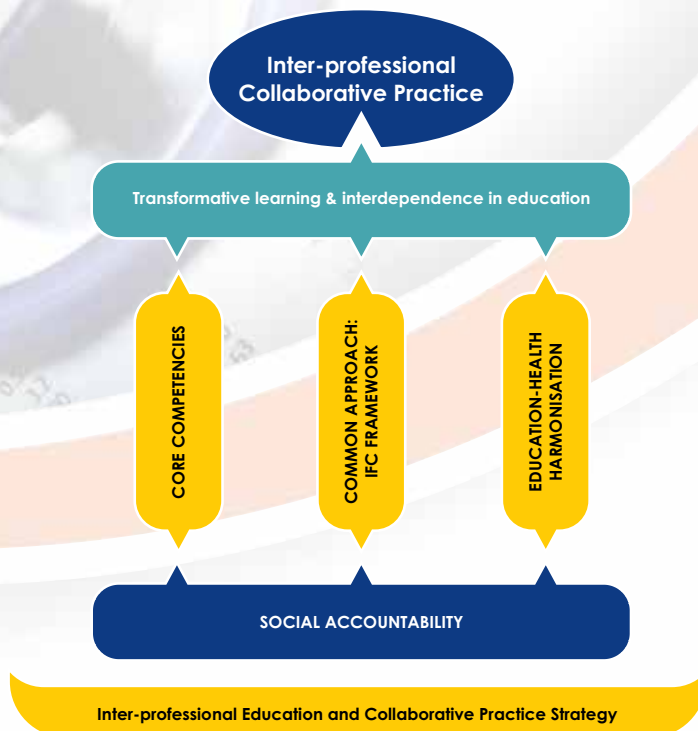 Inter-professional
Collaborative Practice
Transformative learning & interdependence in education
CORE COMPETENCIES
COMMON APPROACH:
IFC FRAMEWORK
EDUCATION-HEALTH
HARMONISATION
SOCIAL ACCOUNTABILITY
Inter-professional Education and Collaborative Practice Strategy